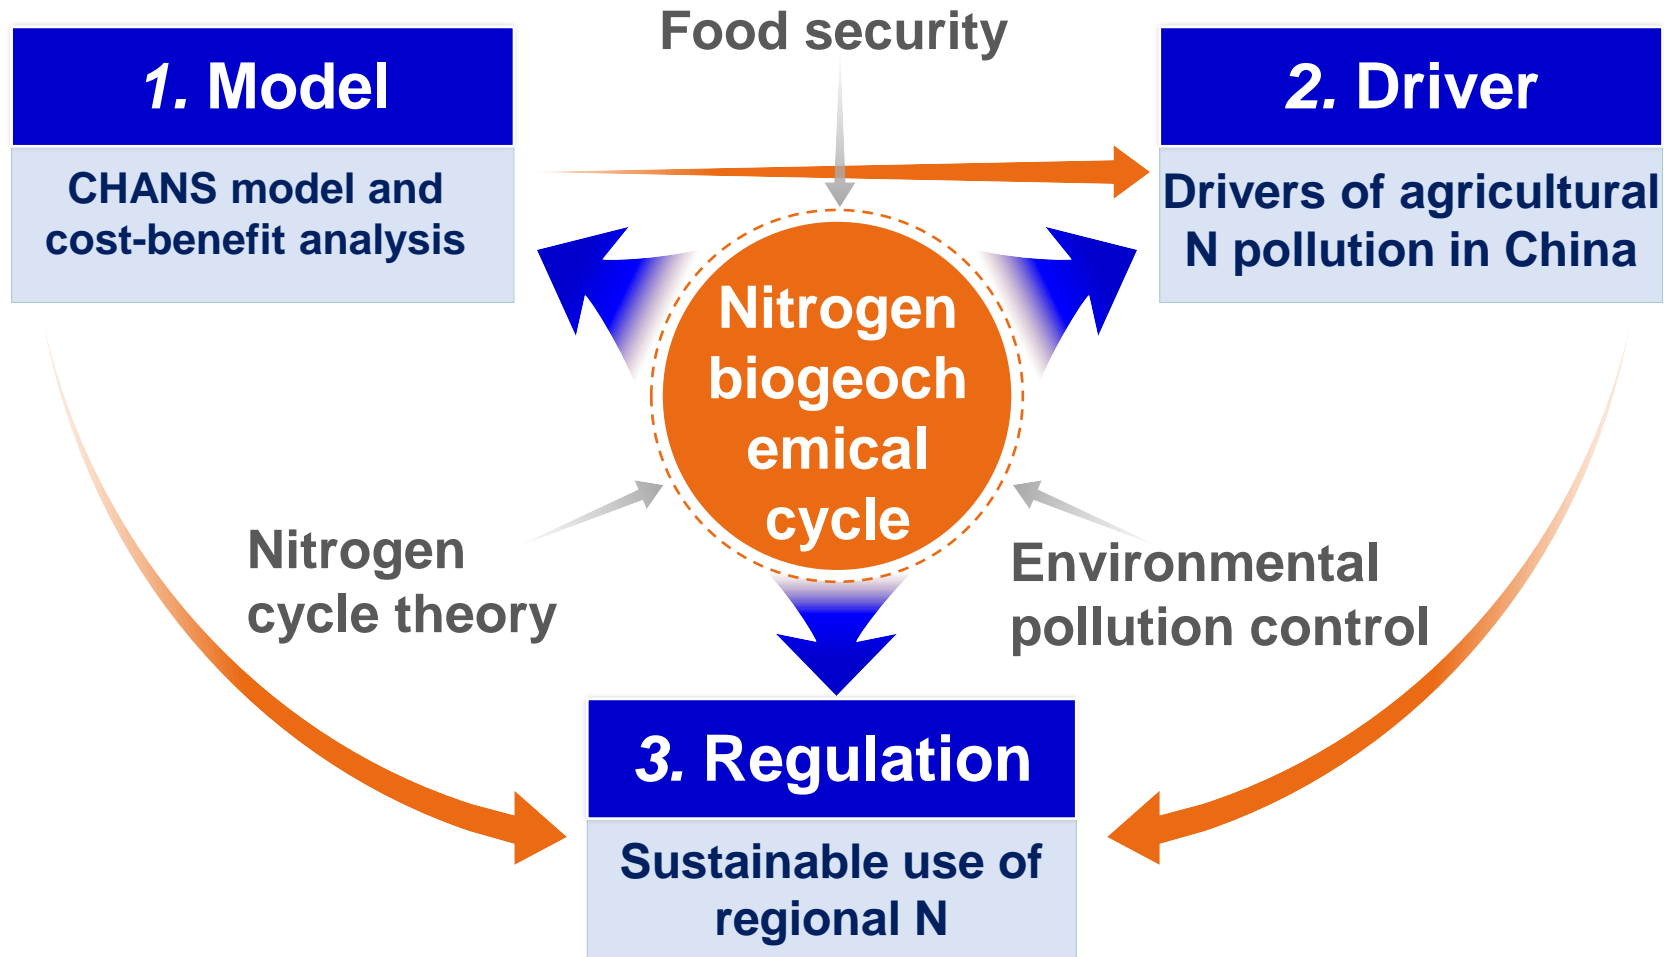 Food security
1. Model
CHANS model and
cost-benefit analysis
2. Driver
Drivers of agricultural
N pollution in China
Nitrogen
biogeoch
emical
cycle
Nitrogen
cycle theory
Environmental
pollution control
3. Regulation
Sustainable use of
regional N